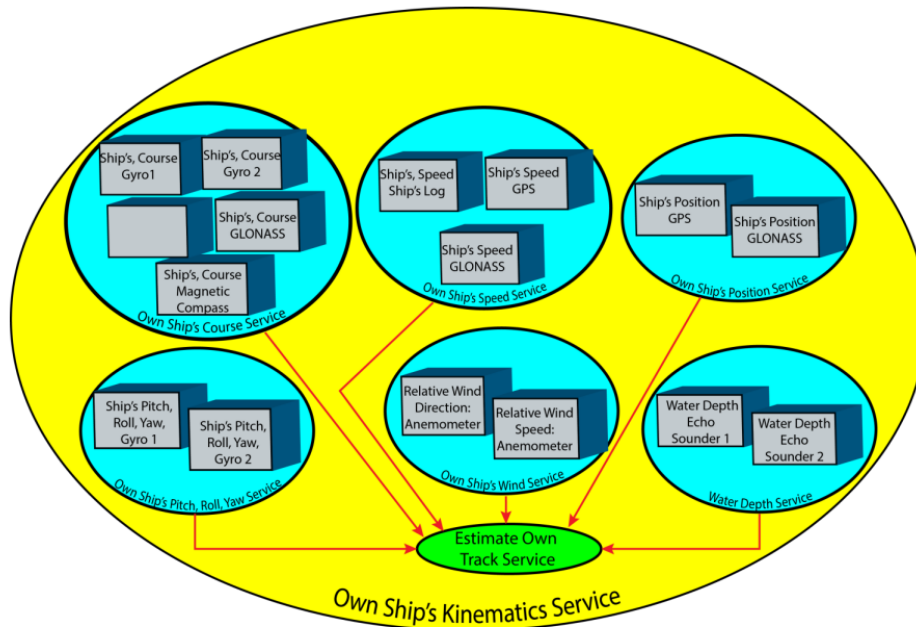 Ship's, Course
Gyro1
Ship's, Course
Gyro 2
Ship's, Course
GLONASS
Ship's, Course
Magnetic
Compass
Own Ship's Course Service
Ship's, Speed
Ship's Log
Ship's Speed
GPS
Ship's Speed
GLONASS
Own Ship's Speed Service
Ship's Position
GPS
Ship's Position
GLONASS
Own Ship's Position Service
Ship's Pitch,
Roll, Yaw,
Gyro 1
Ship's Pitch,
Roll, Yaw,
Gyro 2
Own Ship's Pitch, Roll, Yaw Service
Relative Wind
Direction:
Anemometer
Relative Wind
Speed:
Anemometer
Own Ship's Wind Service
Water Depth
Echo
Sounder 1
Water Depth
Echo
Sounder 2
Water Depth Service
Estimate Own
Track Service
Own Ship's Kinematics Service